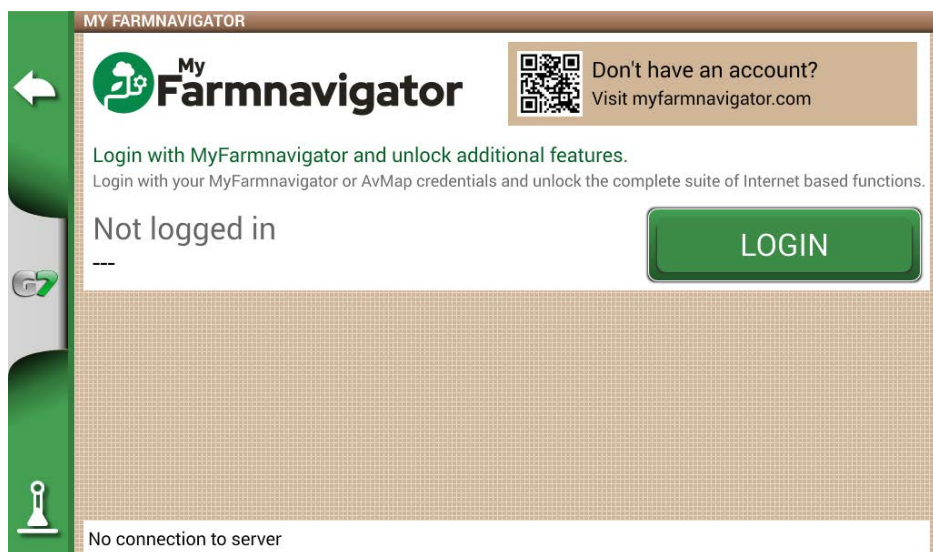 MY FARMNAVIGATOR
My
Farmnavigator
Don't have an account?
Visit myfarmnavigator.com
Login with MyFarmnavigator and unlock additional features.
Login with your MyFarmnavigator or AvMap credentials and unlock the complete suite of Internet based functions.
Not logged in
---
LOGIN
G7
No connection to server